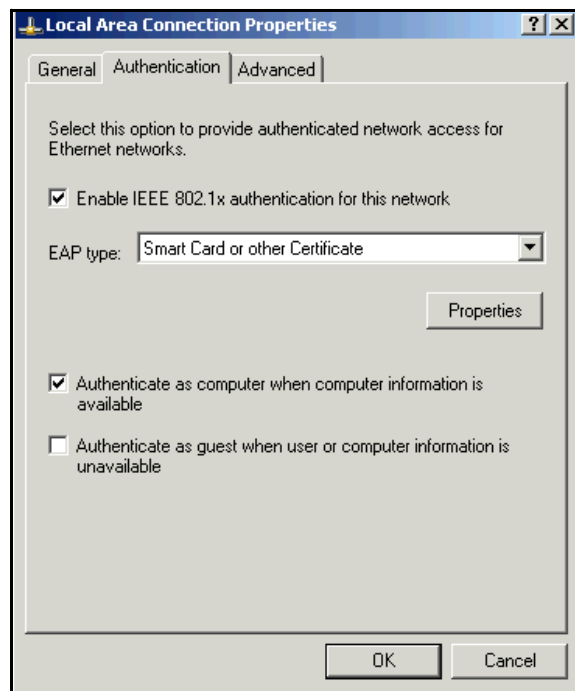 Local Area Connection Properties
General Authentication Advanced
Select this option to provide authenticated network access for
Ethernet networks.
Enable IEEE 802.1x authentication for this network
EAP type: Smart Card or other Certificate
Properties
Authenticate as computer when computer information is
available
Authenticate as guest when user or computer information is
unavailable
OK Cancel